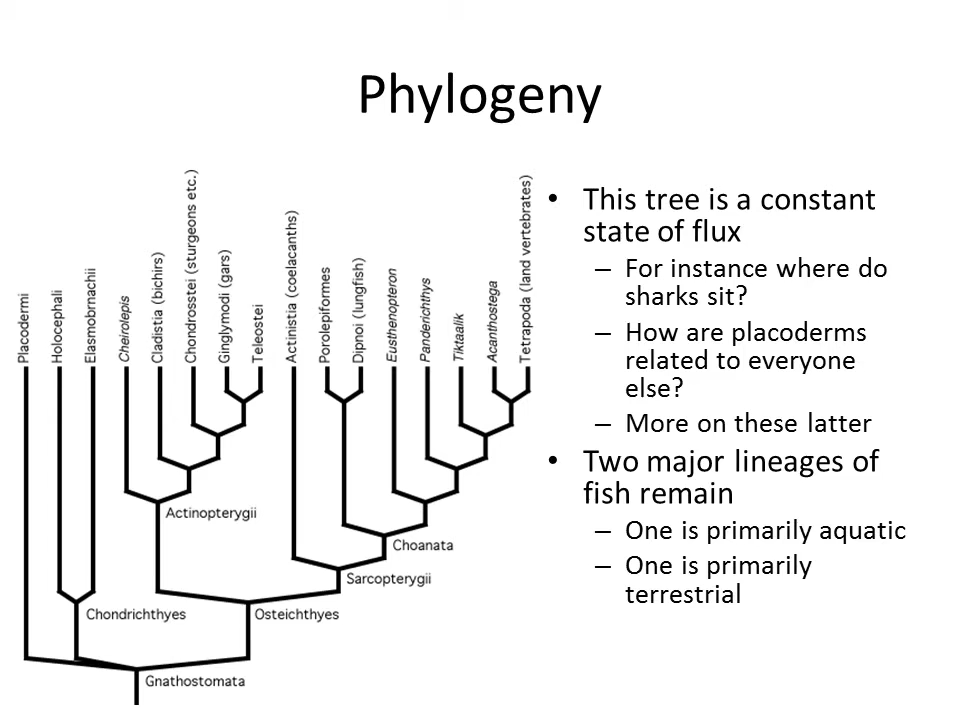 Phylogeny
Placodermi
Holocephali
Elasmobrnachii
Cheirolepis
Cladistia (bichirs)
Chondrosstei (sturgeons etc.)
Ginglymodi (gars)
Teleostei
Actinistia (coelacanths)
Porolepiformes
Dipnoi (lungfish)
Eusthenopteron
Panderichthys
Tiktalik
Acanthostega
Tetrapoda (land vertebrates)
Actinopterygii
Choanata
Sarcopterygii
Chondrichthyes
Osteichthyes
Gnathostomata
• This tree is a constant
state of flux
– For instance where do
sharks sit?
– How are placoderms
related to everyone
else?
– More on these latter
• Two major lineages of
fish remain
– One is primarily aquatic
– One is primarily
terrestrial